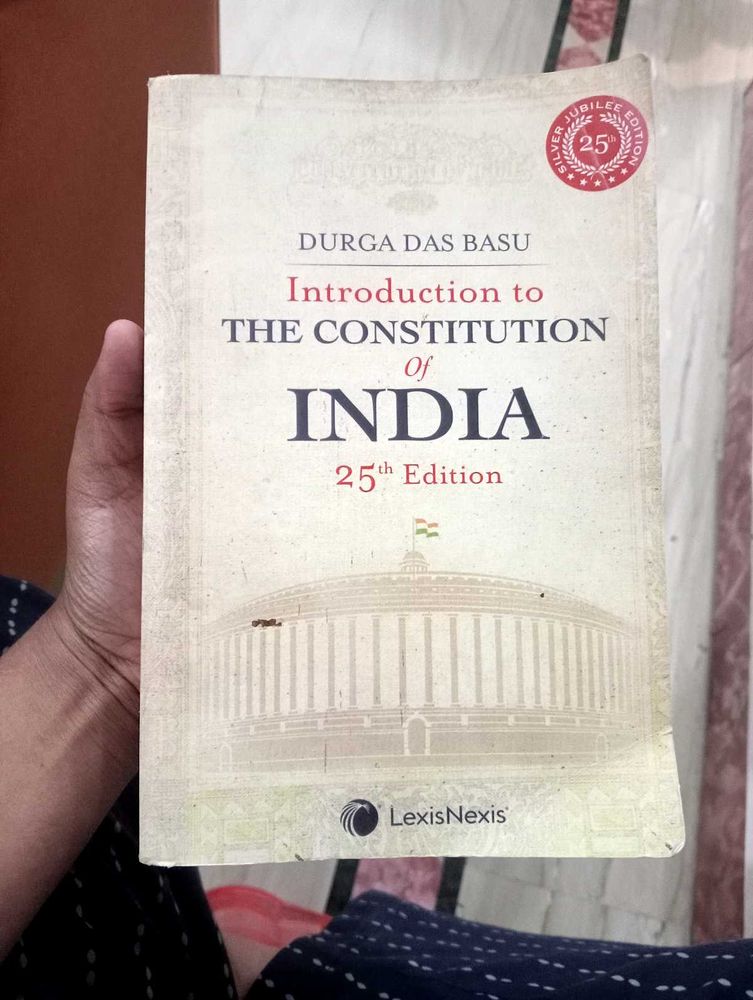 SILVER JUBILEE EDITION
25th
DURGA DAS BASU
Introduction to
THE CONSTITUTION
Of
INDIA
25th Edition
LexisNexis®